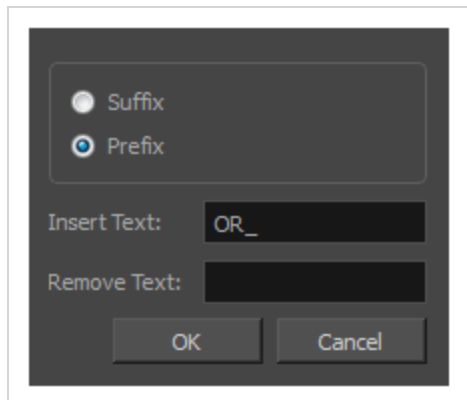 Suffix
Prefix
Insert Text: OR_
Remove Text:
OK Cancel